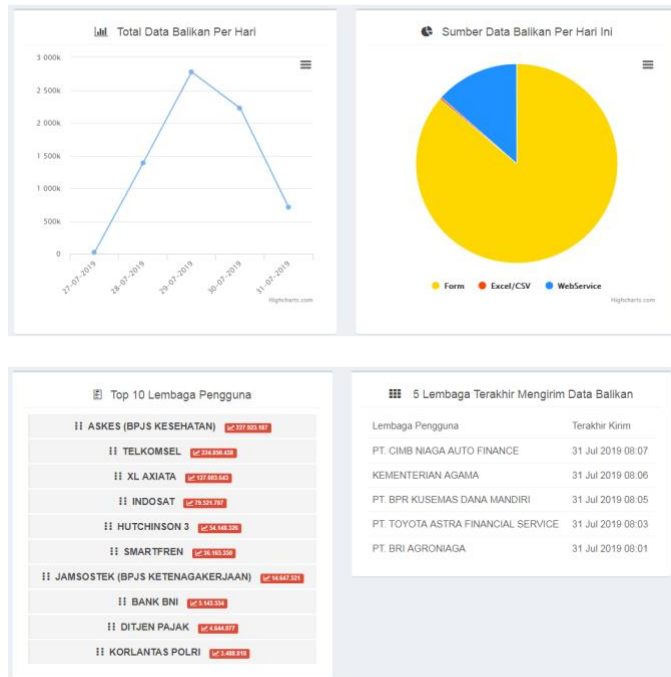 Total Data Balikan Per Hari
3 000k
2 500k
2 000k
1 500k
1 000k
500k
0
27-07-2019
28-07-2019
29-07-2019
30-07-2019
31-07-2019
Highcharts.com
Sumber Data Balikan Per Hari Ini
Form
Excel/CSV
WebService
Highcharts.com
Top 10 Lembaga Pengguna
ASKES (BPJS KESEHATAN)
TELKOMSEL
XL AXIATA
INDOSAT
HUTCHINSON 3
SMARTFREN
JAMSOSTEK (BPJS KETENAGAKERJAAN)
BANK BNI
DITJEN PAJAK
KORLANTAS POLRI
5 Lembaga Terakhir Mengirim Data Balikan
Lembaga Pengguna Terakhir Kirim
PT. CIMB NIAGA AUTO FINANCE 31 Jul 2019 08:07
KEMENTERIAN AGAMA 31 Jul 2019 08:06
PT. BPR KUSEMAS DANA MANDIRI 31 Jul 2019 08:05
PT. TOYOTA ASTRA FINANCIAL SERVICE 31 Jul 2019 08:03
PT. BRI AGRONIAGA 31 Jul 2019 08:01